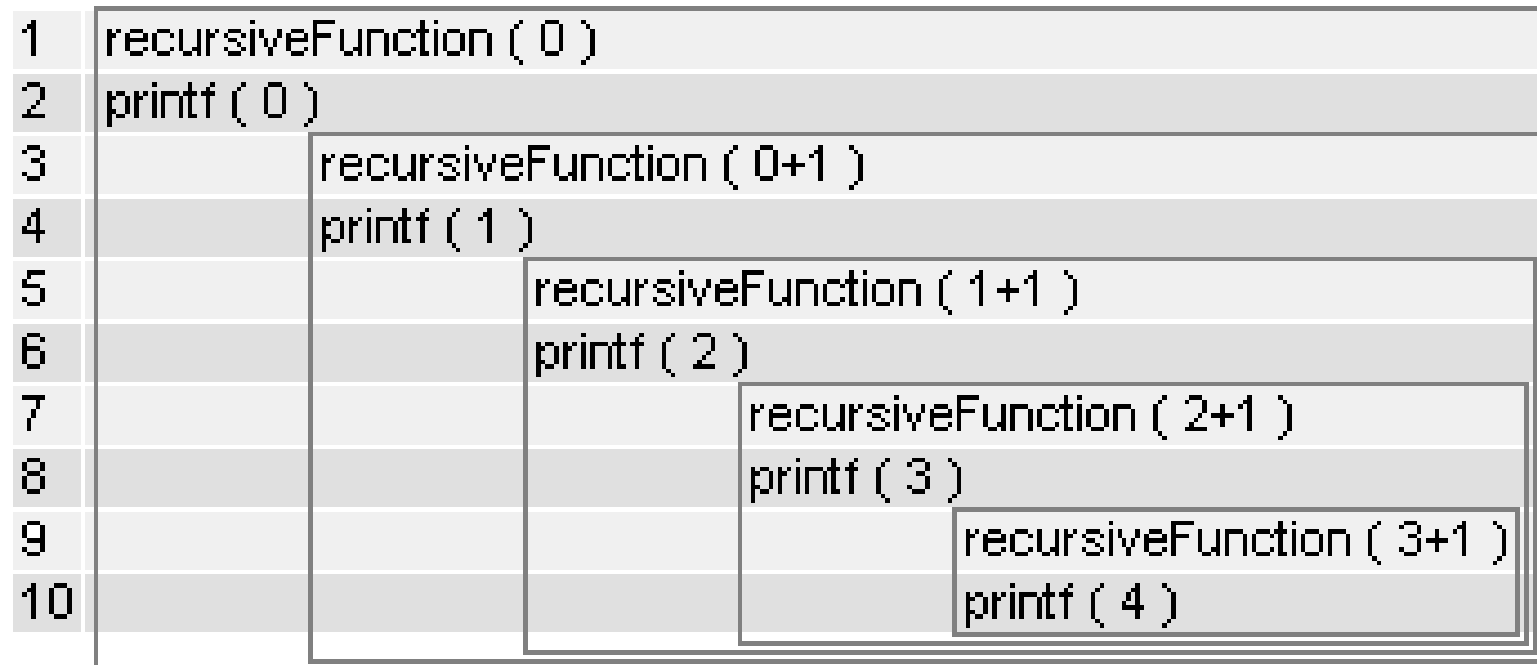 1 recursiveFunction ( 0 )
2 printf ( 0 )
3 recursiveFunction ( 0+1 )
4 printf ( 1 )
5 recursiveFunction ( 1+1 )
6 printf ( 2 )
7 recursiveFunction ( 2+1 )
8 printf ( 3 )
9 recursiveFunction ( 3+1 )
10 printf ( 4 )